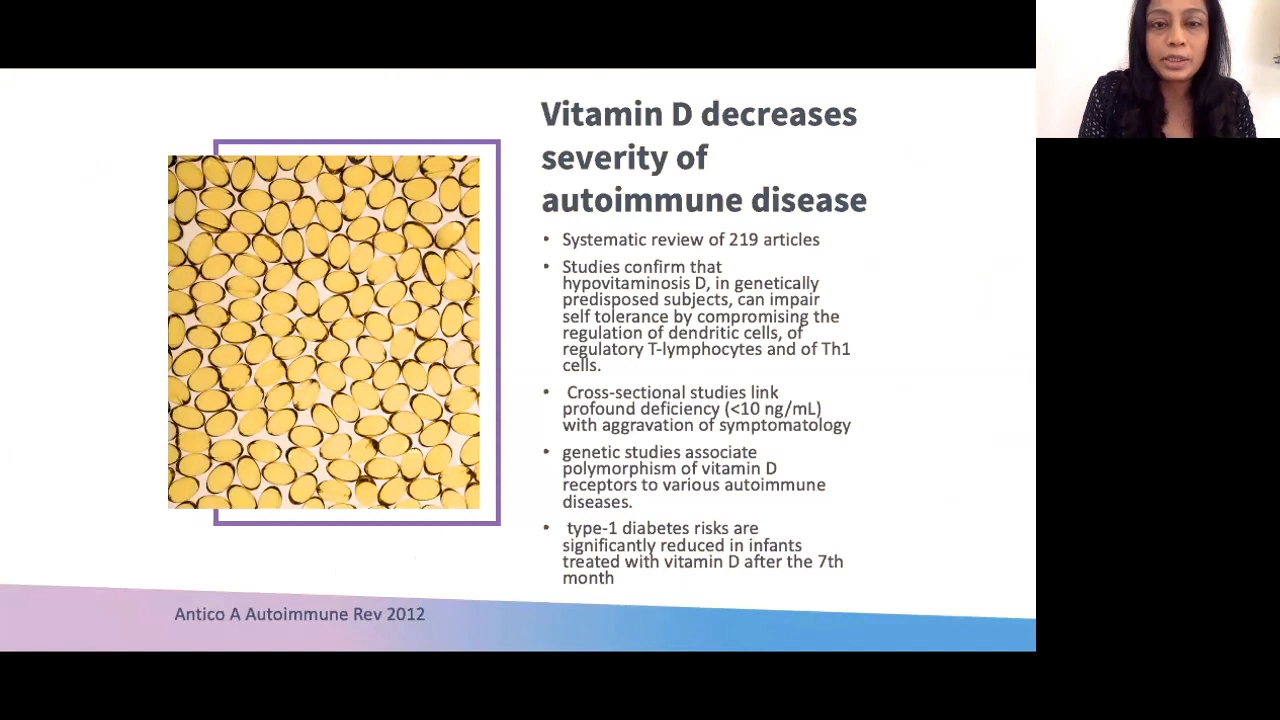 Vitamin D decreases
severity of
autoimmune disease
• Systematic review of 219 articles
• Studies confirm that
hypovitaminosis D, in genetically
predisposed subjects, can impair
self tolerance by compromising the
regulation of dendritic cells, of
regulatory T-lymphocytes and of Th1
cells.
• Cross-sectional studies link
profound deficiency (<10 ng/mL)
with aggravation of symptomatology
• genetic studies associate
polymorphism of vitamin D
receptors to various autoimmune
diseases.
• type-1 diabetes risks are
significantly reduced in infants
treated with vitamin D after the 7th
month
Antico A Autoimmune Rev 2012